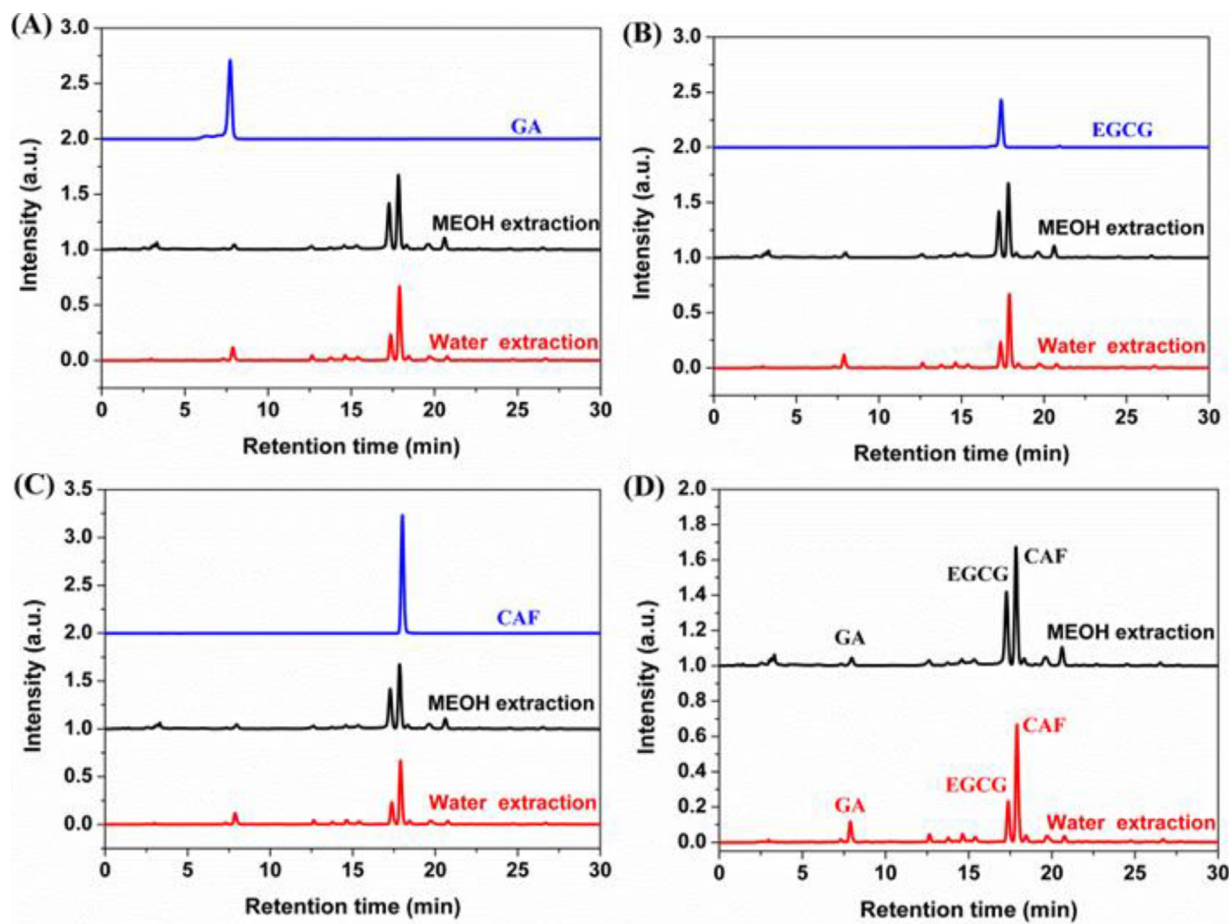 (A)
3.0
2.5
2.0
1.5
1.0
0.5
0.0
Intensity (a.u.)
GA
MEOH extraction
Water extraction
0 5 10 15 20 25 30
Retention time (min)
(B)
3.0
2.5
2.0
1.5
1.0
0.5
0.0
Intensity (a.u.)
EGCG
MEOH extraction
Water extraction
0 5 10 15 20 25 30
Retention time (min)
(C)
3.5
3.0
2.5
2.0
1.5
1.0
0.5
0.0
Intensity (a.u.)
CAF
MEOH extraction
Water extraction
0 5 10 15 20 25 30
Retention time (min)
(D)
2.0
1.8
1.6
1.4
1.2
1.0
0.8
0.6
0.4
0.2
0.0
Intensity (a.u.)
CAF
EGCG
GA
MEOH extraction
CAF
EGCG
GA
Water extraction
0 5 10 15 20 25 30
Retention time (min)